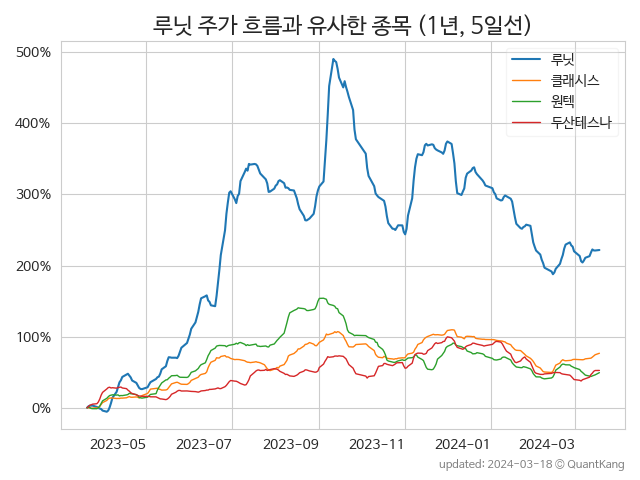 루닛 주가 흐름과 유사한 종목 (1년, 5일선)
루닛
클래시스
원텍
두산테스나
500%
400%
300%
200%
100%
0%
2023-05 2023-07 2023-09 2023-11 2024-01 2024-03
updated: 2024-03-18 © QuantKang